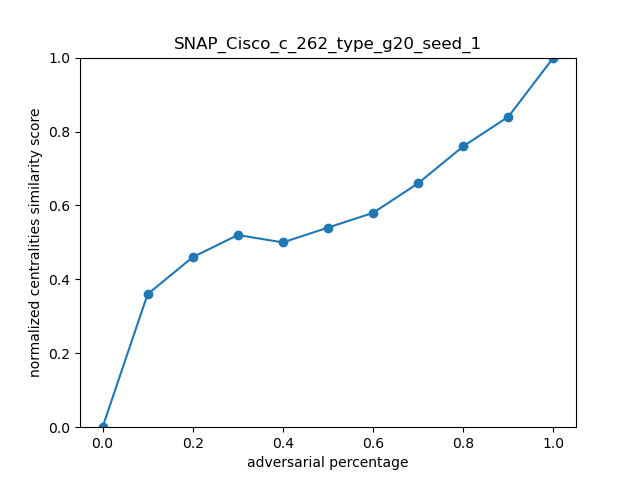 SNAP_Cisco_c_262_type_g20_seed_1
normalized centralities similarity score
1.0
0.8
0.6
0.4
0.2
0.0
0.0 0.2 0.4 0.6 0.8 1.0
adversarial percentage